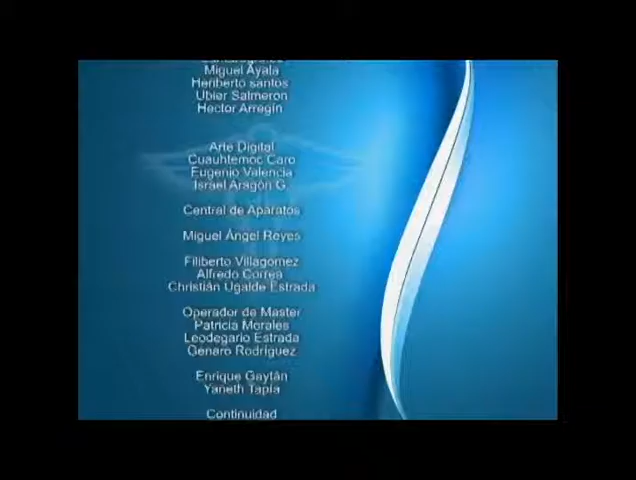 Miguel Ayala
Heriberto santos
Ubier Salmeron
Hector Arregin
Arte Digital
Cuauhtemoc Caro
Eugenio Valencia
Israel Aragón G.
Central de Aparatos
Miguel Ángel Reyes
Filiberto Villagomez
Alfredo Correa
Christián Ugalde Estrada
Operador de Master
Patricia Morales
Leodegario Estrada
Genaro Rodríguez
Enrique Gaytán
Yaneth Tapia
Continuidad